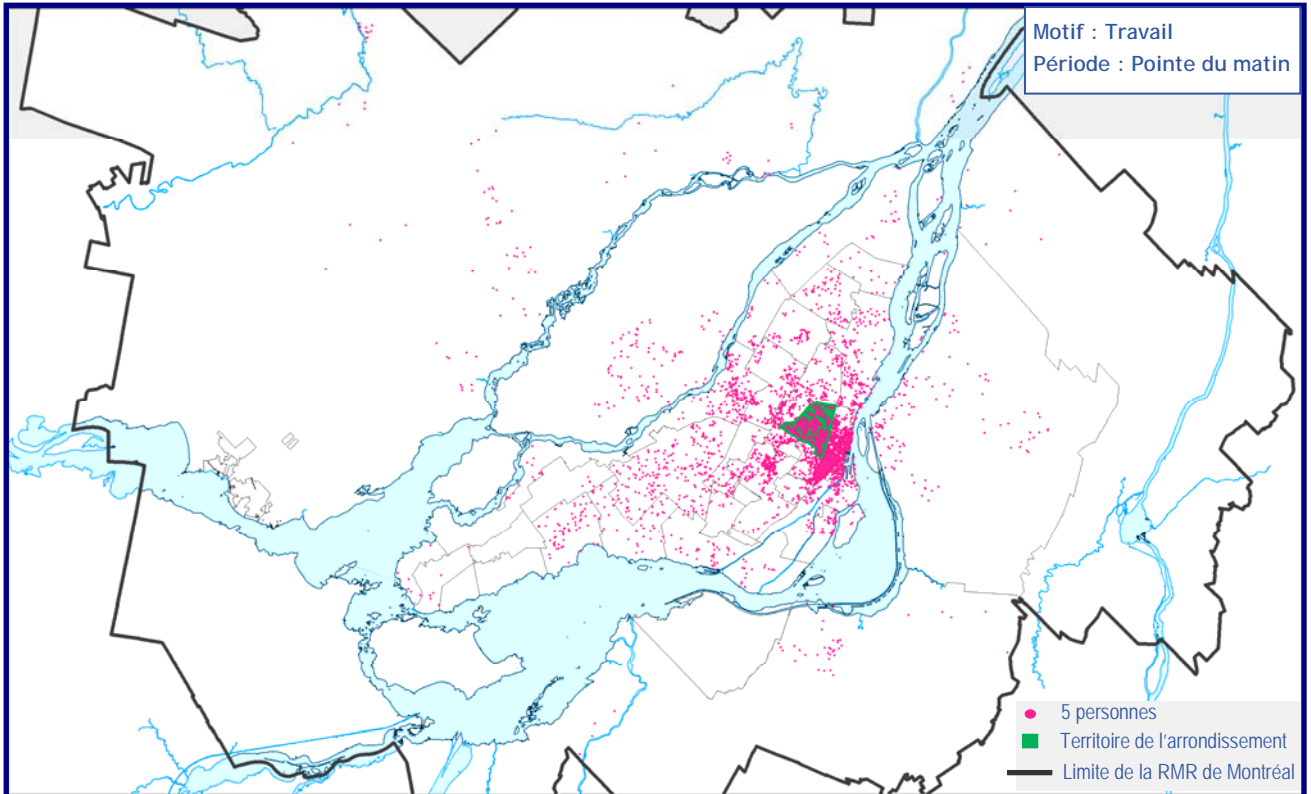 Motif : Travail
Période : Pointe du matin
5 personnes
Territoire de l'arrondissement
Limite de la RMR de Montréal